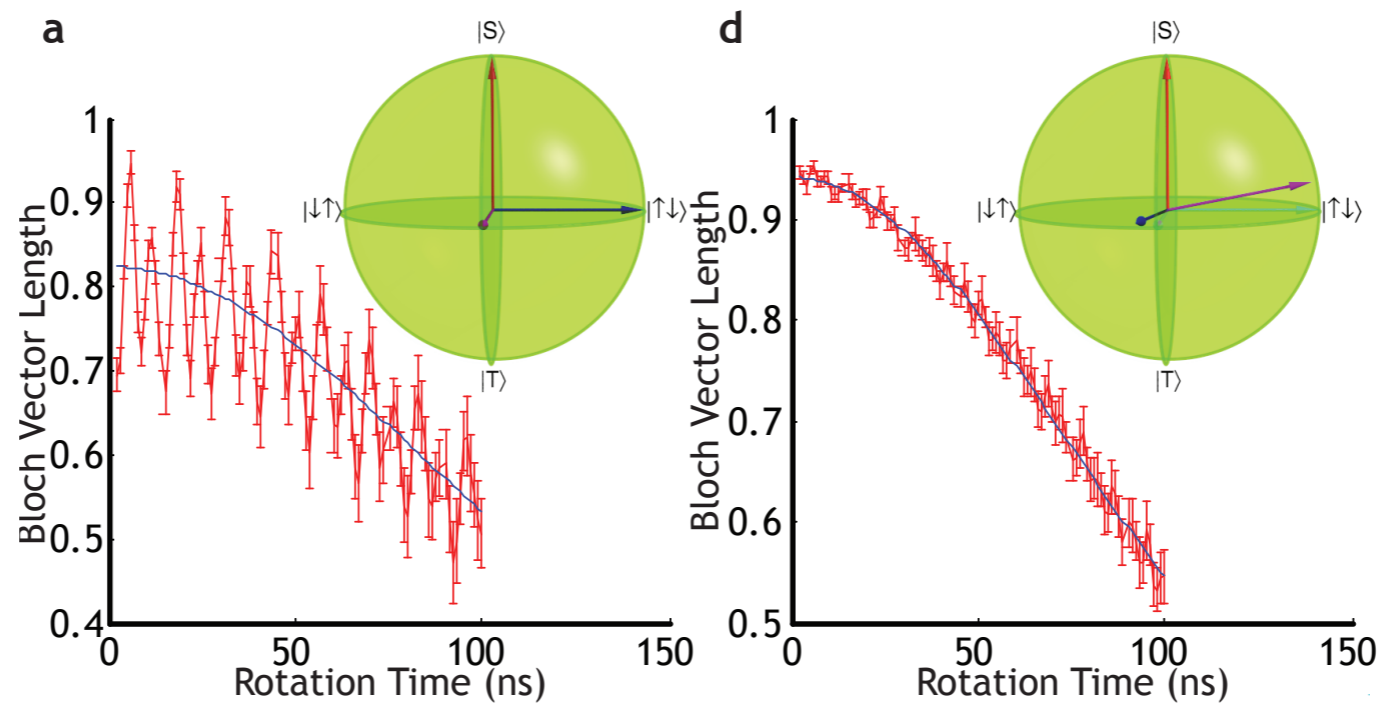 a
|S⟩
|↓↑⟩
|↑↓⟩
|T⟩
Bloch Vector Length
1
0.9
0.8
0.7
0.6
0.5
0.4
0
50
100
150
Rotation Time (ns)
d
|S⟩
|↓↑⟩
|↑↓⟩
|T⟩
Bloch Vector Length
1
0.9
0.8
0.7
0.6
0.5
0
50
100
150
Rotation Time (ns)